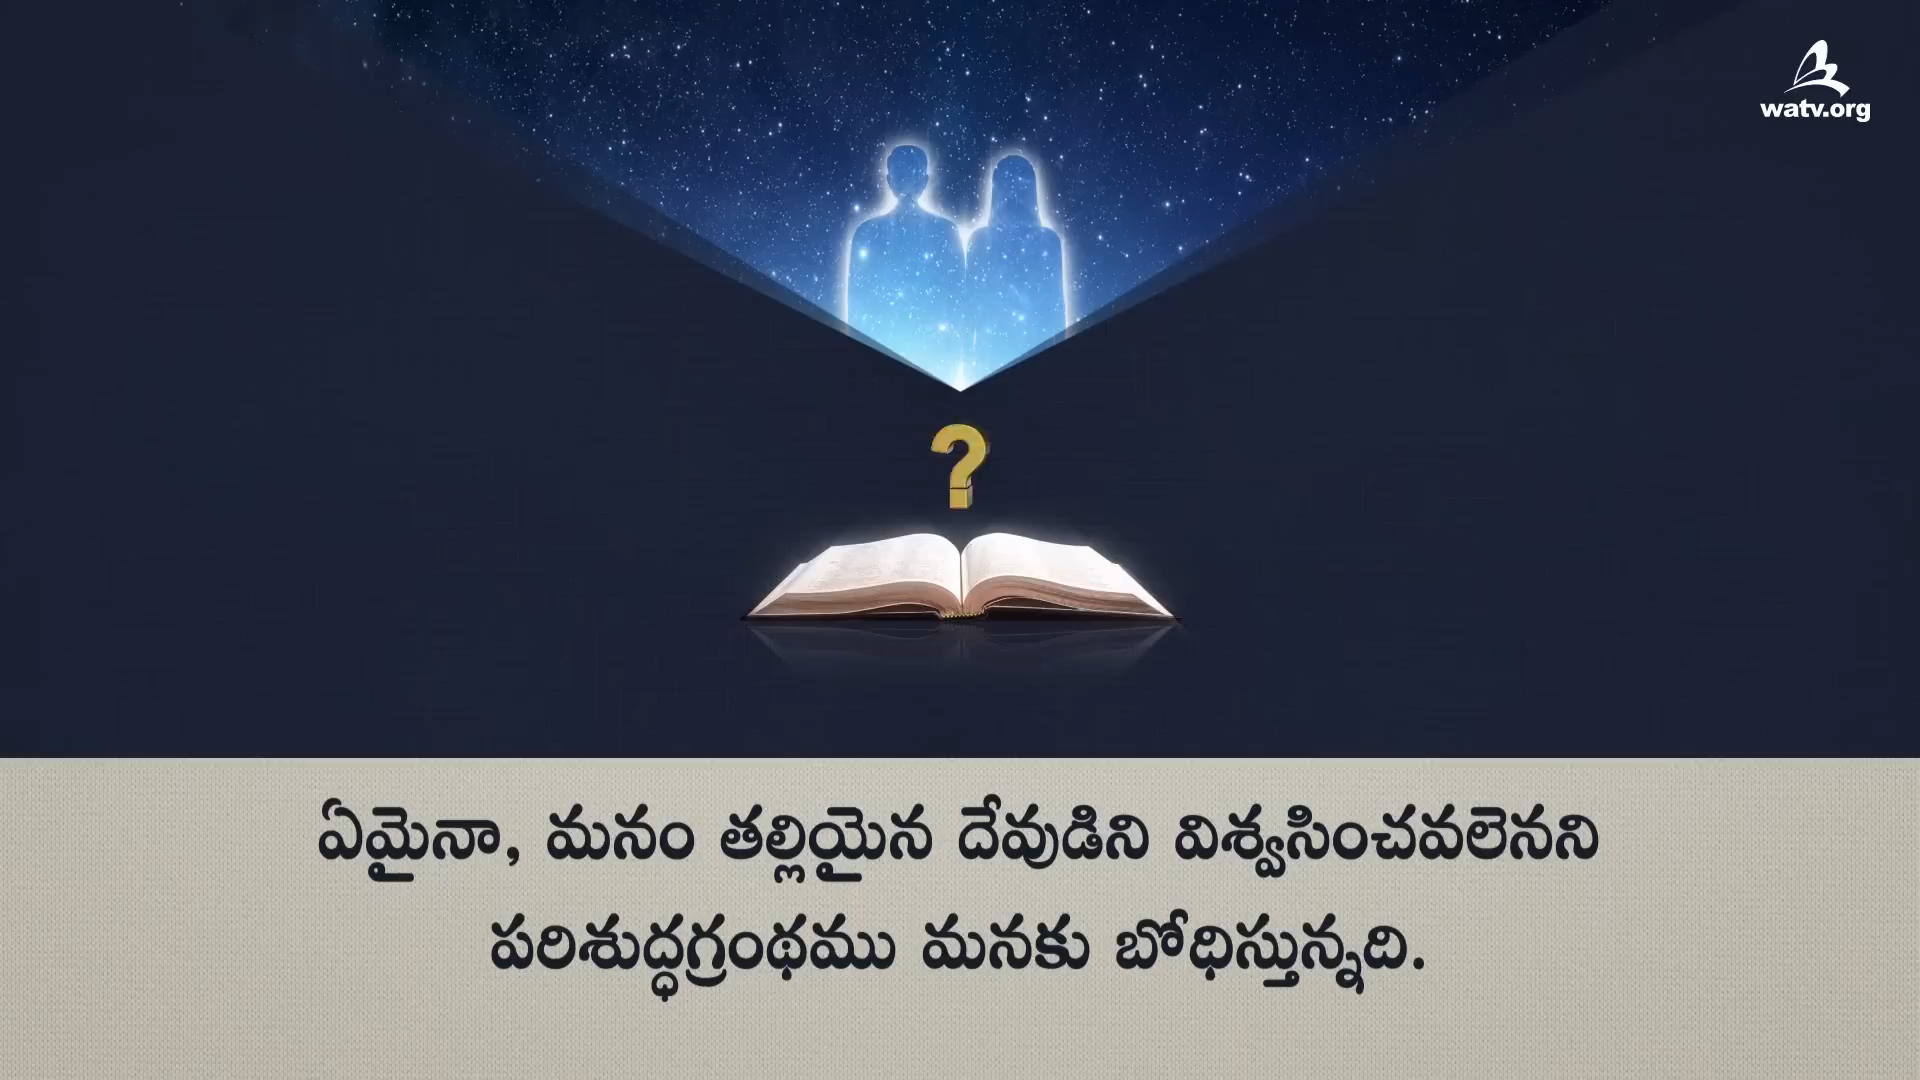 watv.org
?
ఏమైనా, మనం తల్లియైన దేవుడిని విశ్వసించవలెనని
పరిశుద్ధగ్రంథము మనకు బోధిస్తున్నది.